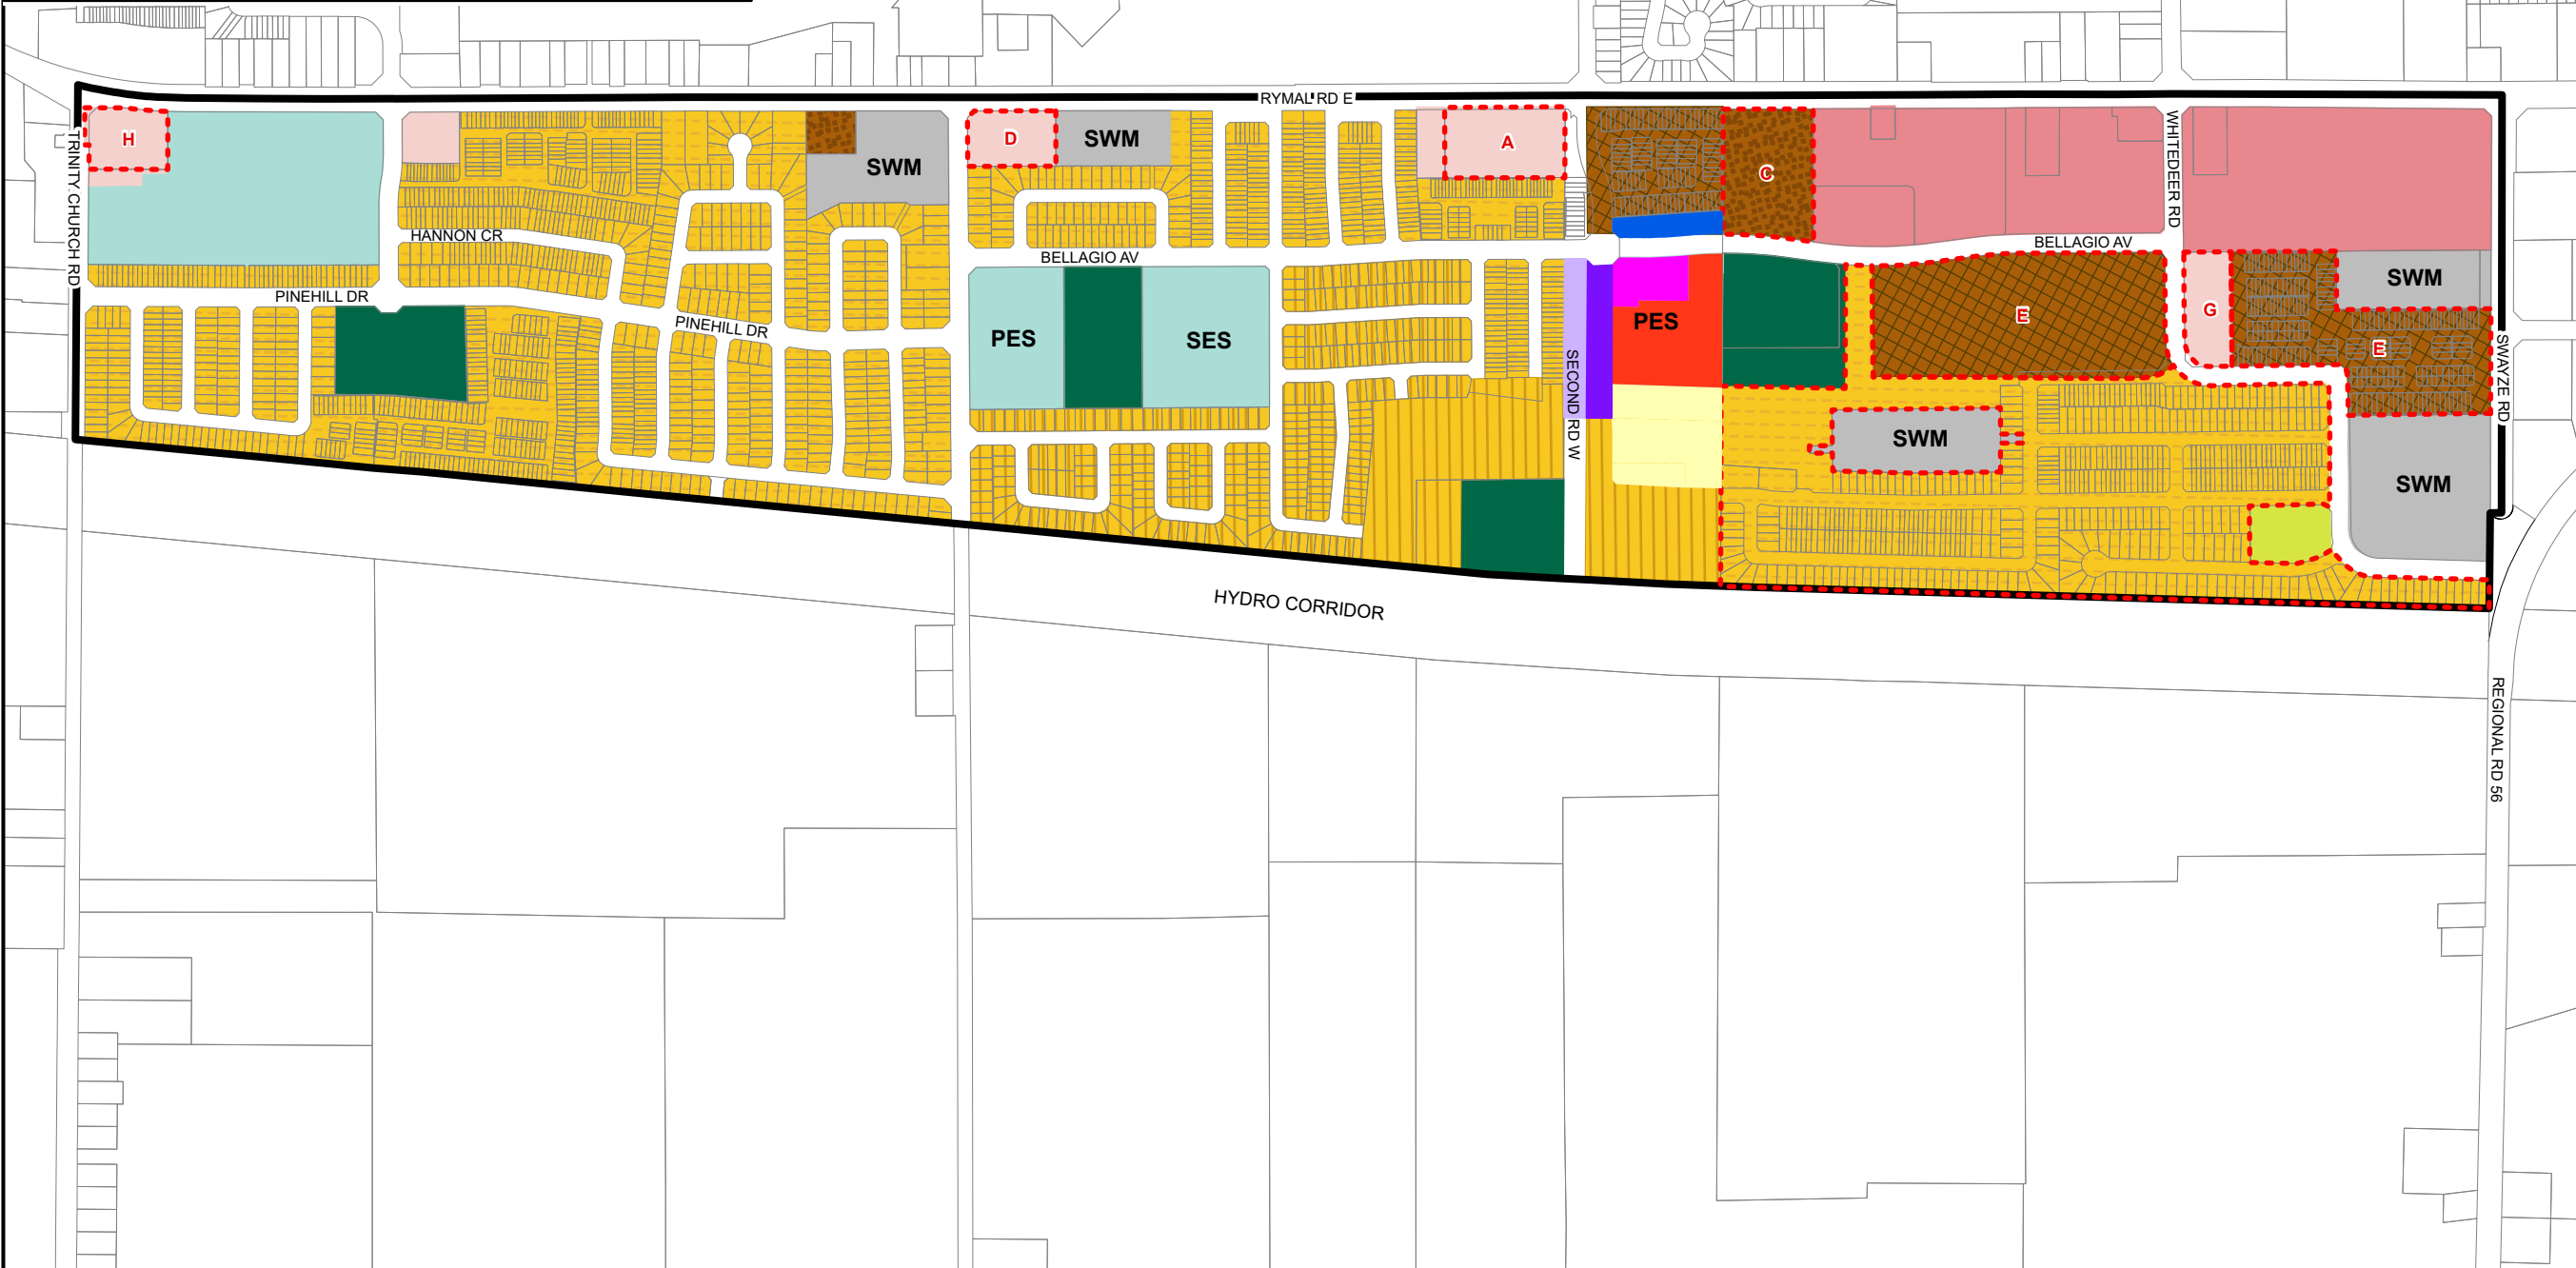 RYMAL RD E
H
D
SWM
A
SWM
C
TRINITY CHURCH RD
WHITEDEER RD
HANNON CR
BELLAGIO AV
BELLAGIO AV
PINEHILL DR
PINEHILL DR
PES
SES
SECOND RD W
PES
E
G
SWM
E
SWAYZE RD
SWM
SWM
HYDRO CORRIDOR
REGIONAL RD 56